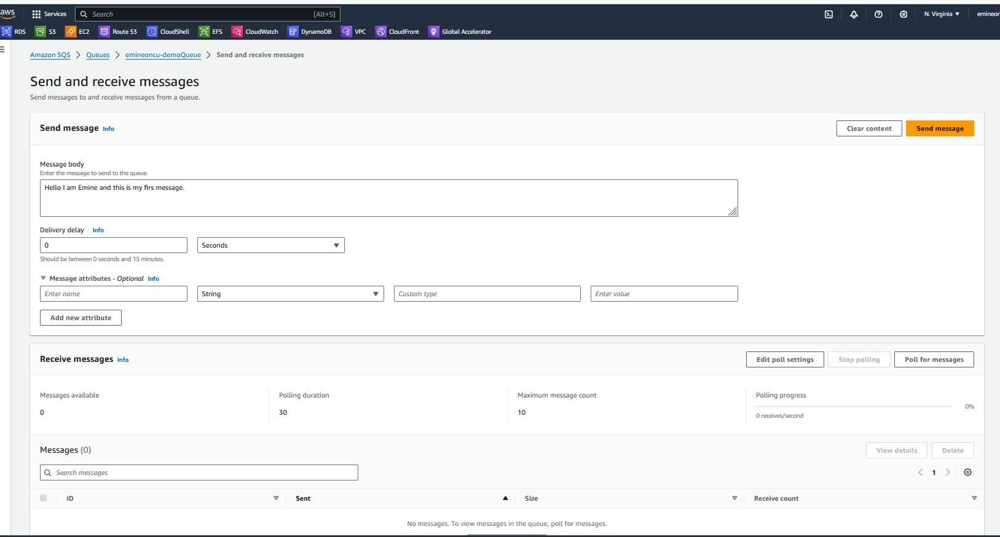 aws Services Search [Alt+S] N. Virginia emineon
RDS S3 EC2 Route 53 CloudShell EFS CloudWatch DynamoDB VPC CloudFront Global Accelerator
Amazon SQS Queues emineoncu-demoQueue Send and receive messages
Send and receive messages
Send messages to and receive messages from a queue.
Send message Info Clear content Send message
Message body
Enter the message to send to the queue.
Hello I am Emine and this is my firs message.
Delivery delay Info
0 Seconds
Should be between 0 seconds and 15 minutes.
Message attributes - Optional Info
Enter name String Custom type Enter value
Add new attribute
Receive messages Info Edit poll settings Stop polling Poll for messages
Messages available Polling duration Maximum message count Polling progress
0 30 10 0%
0 receives/second
Messages (0) View details Delete
Search messages 1
ID Sent Size Receive count
No messages. To view messages in the queue, poll for messages.